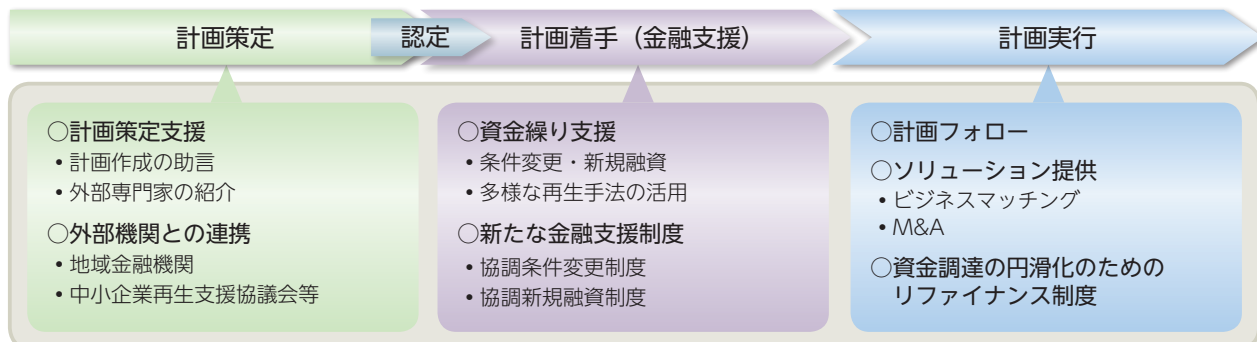 計画策定
認定
計画着手（金融支援）
計画実行
○計画策定支援
• 計画作成の助言
• 外部専門家の紹介
○外部機関との連携
• 地域金融機関
• 中小企業再生支援協議会等
○資金繰り支援
• 条件変更・新規融資
• 多様な再生手法の活用
○新たな金融支援制度
• 協調条件変更制度
• 協調新規融資制度
○計画フォロー
○ソリューション提供
• ビジネスマッチング
• M&A
○資金調達の円滑化のための
リファイナンス制度